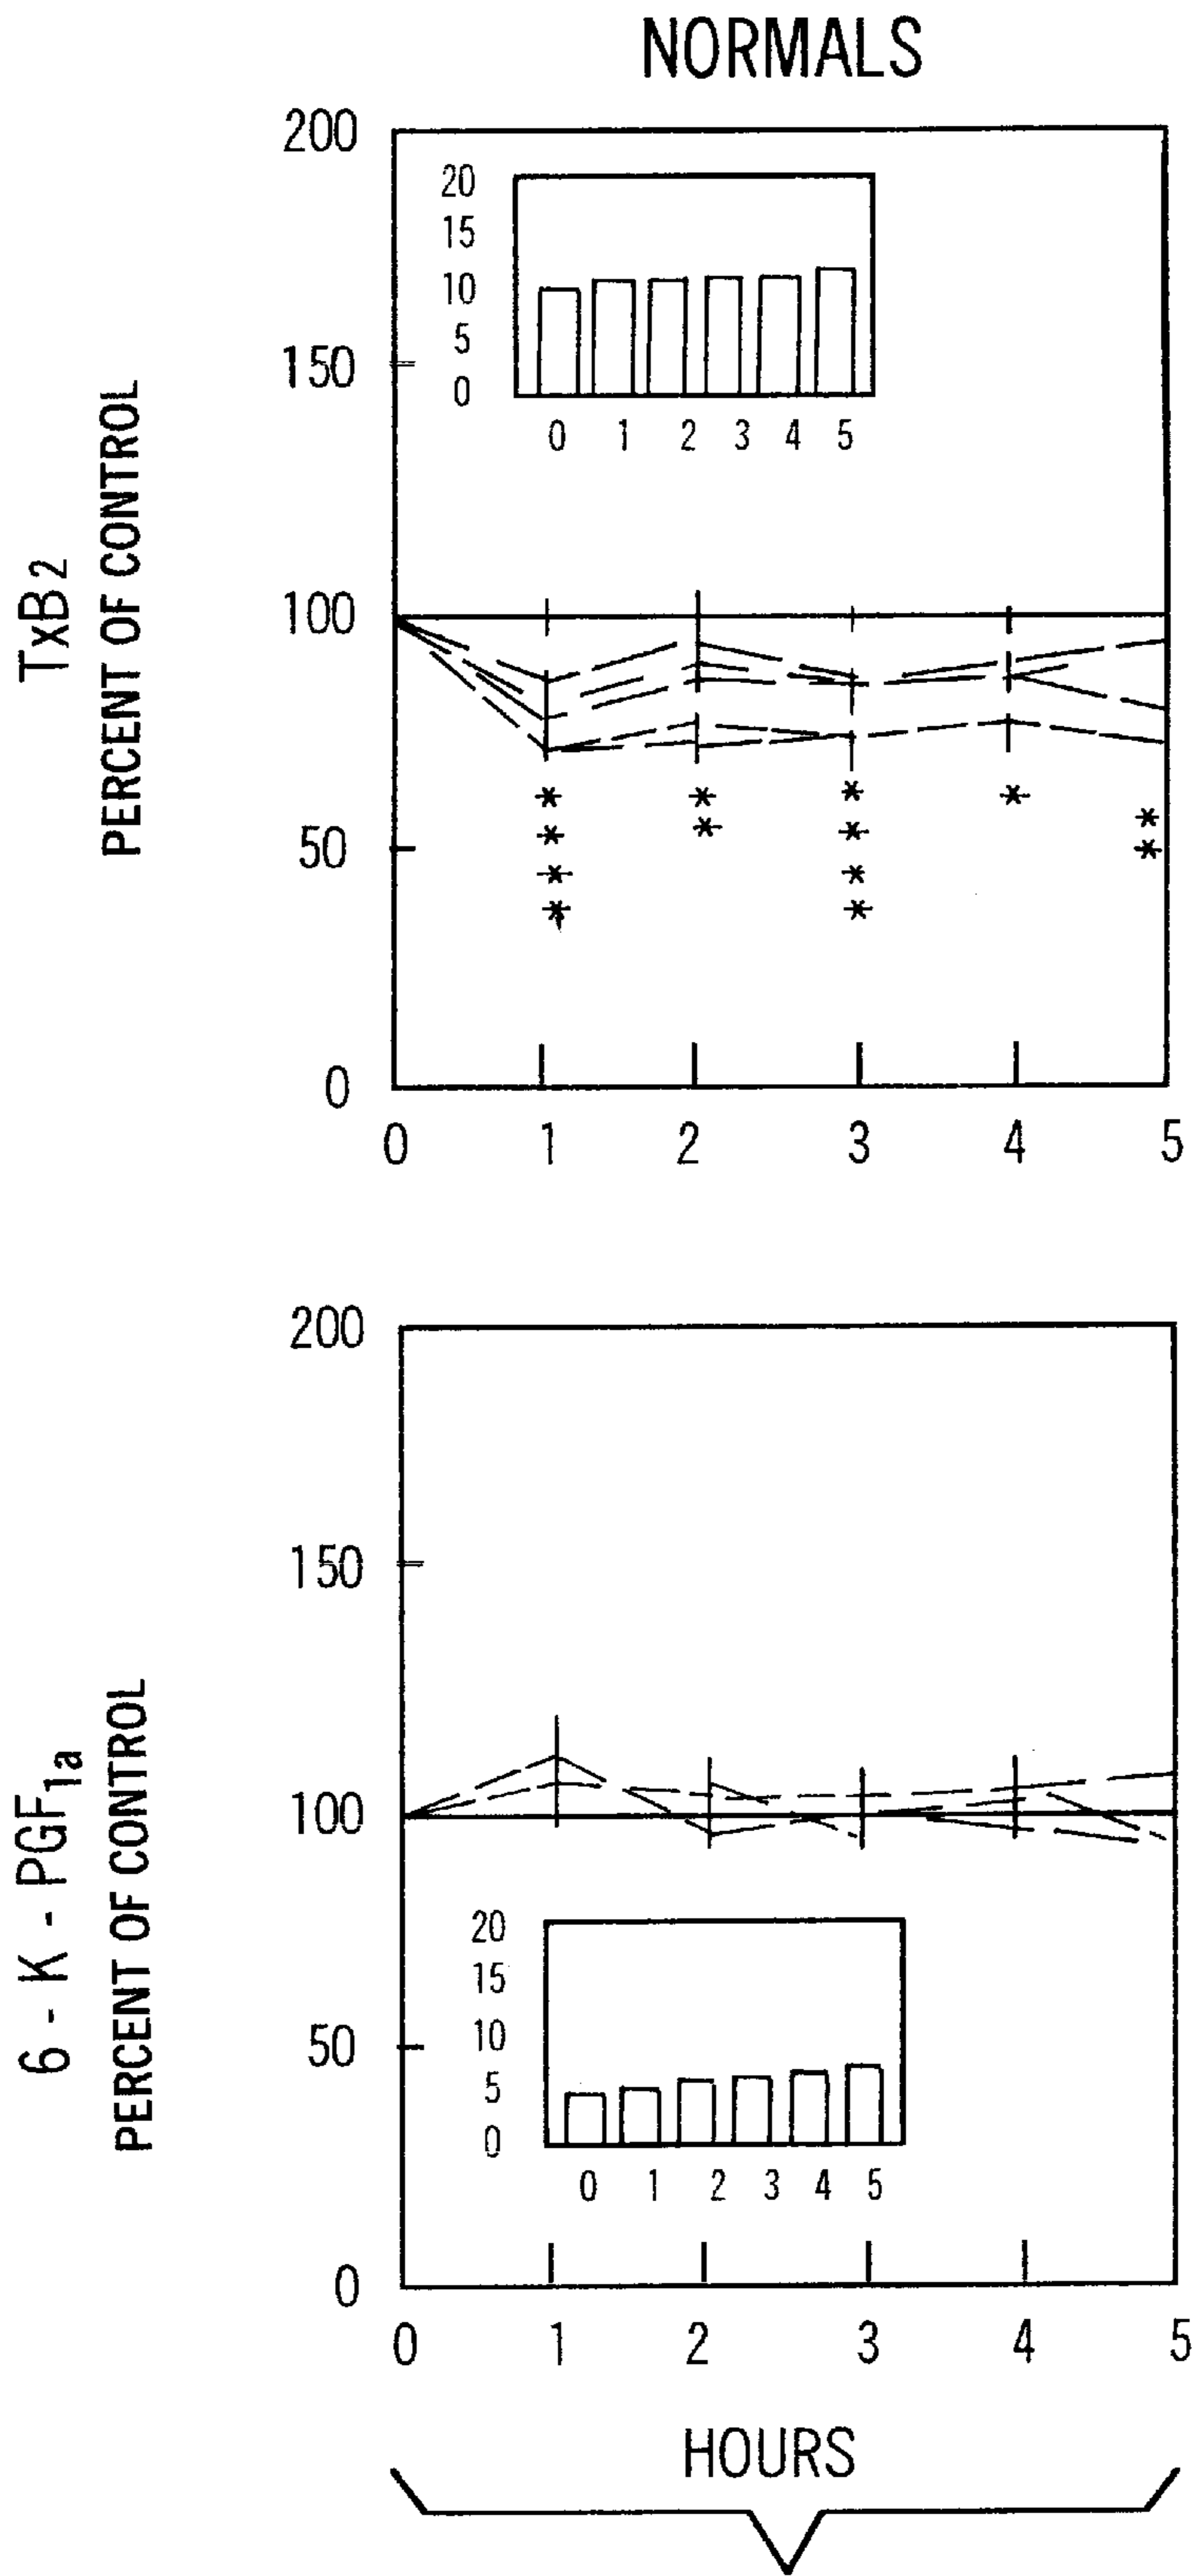 NORMALS
TxB2
PERCENT OF CONTROL
200
150
100
50
0
20
15
10
5
0
0 1 2 3 4 5
* * * * *
* * * *
* *
* *
0 1 2 3 4 5
6 - K - PGF1a
PERCENT OF CONTROL
200
150
100
50
0
20
15
10
5
0
0 1 2 3 4 5
0 1 2 3 4 5
HOURS